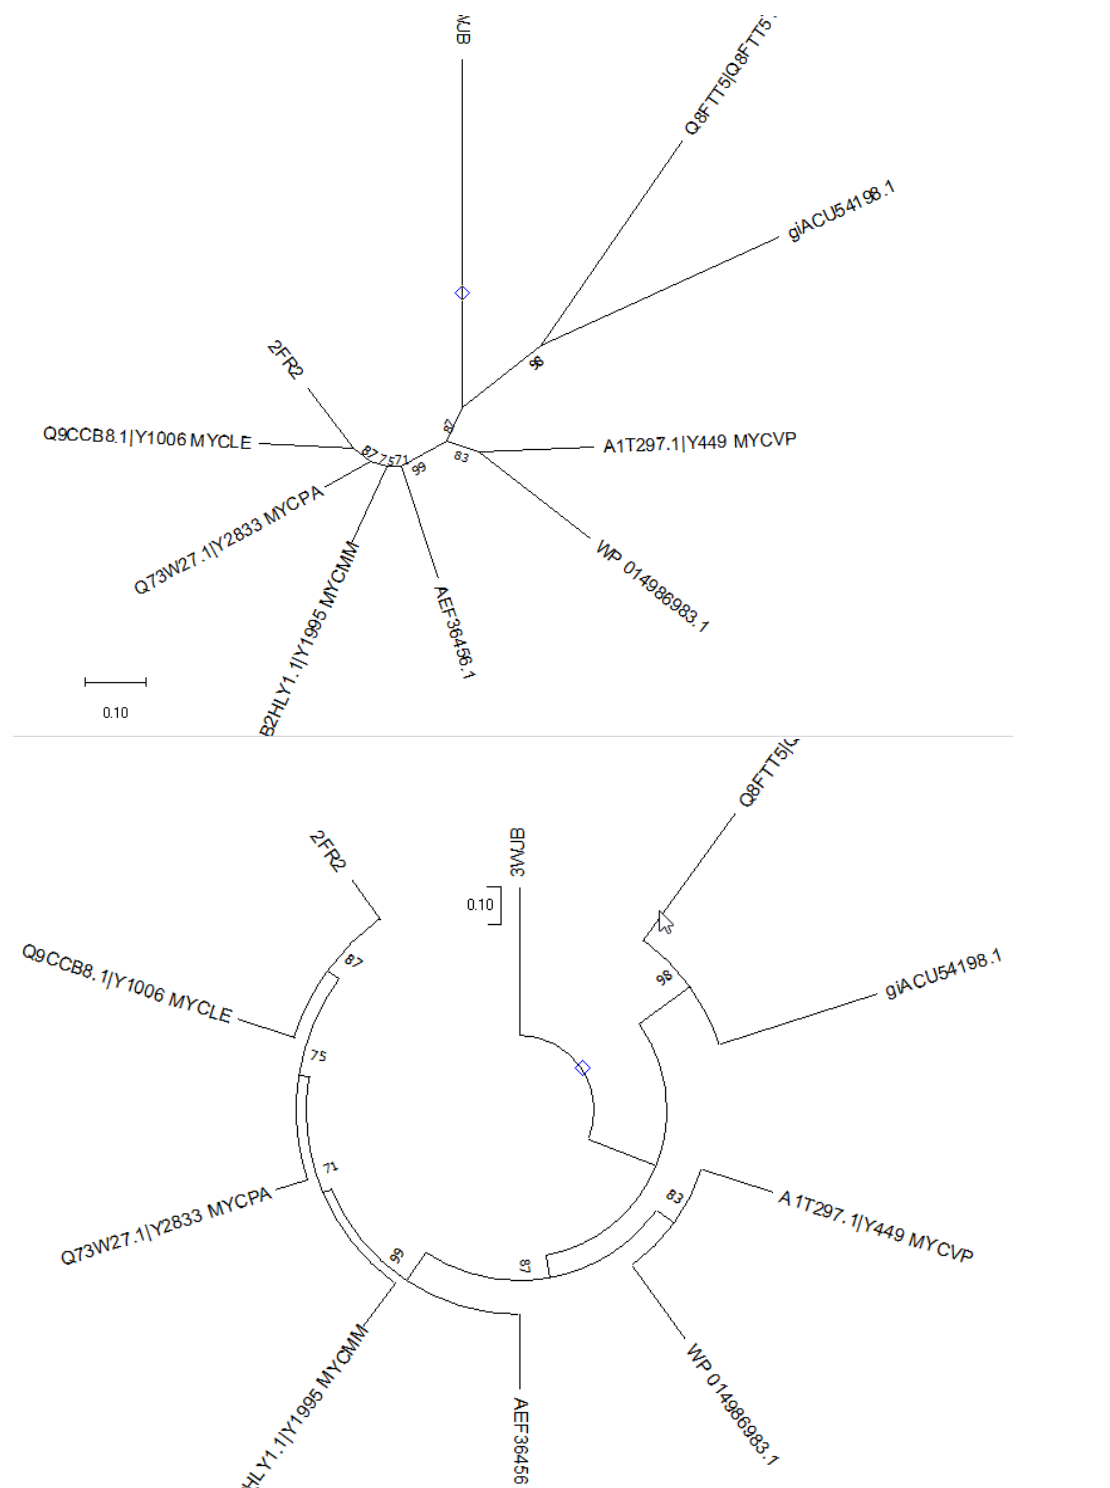 WJB
Q8FTT5|Q8FTT5
giACU54198.1
2FR2
Q9CCB8.1|Y1006 MYCLE
98
87
A1T297.1|Y449 MYCVP
87
75
71
99
83
Q73W27.1|Y2833 MYCPA
WP 014986983.1
B2HLY1.1|Y1995 MYCMM
AEF36456.1
0.10
Q8FTT5|
2FR2
3WJB
0.10
Q9CCB8.1|Y1006 MYCLE
87
98
giACU54198.1
75
71
83
A1T297.1|Y449 MYCVP
Q73W27.1|Y2833 MYCPA
99
87
HLY1.1|Y1995 MYCMM
WP 014986983.1
AEF36456